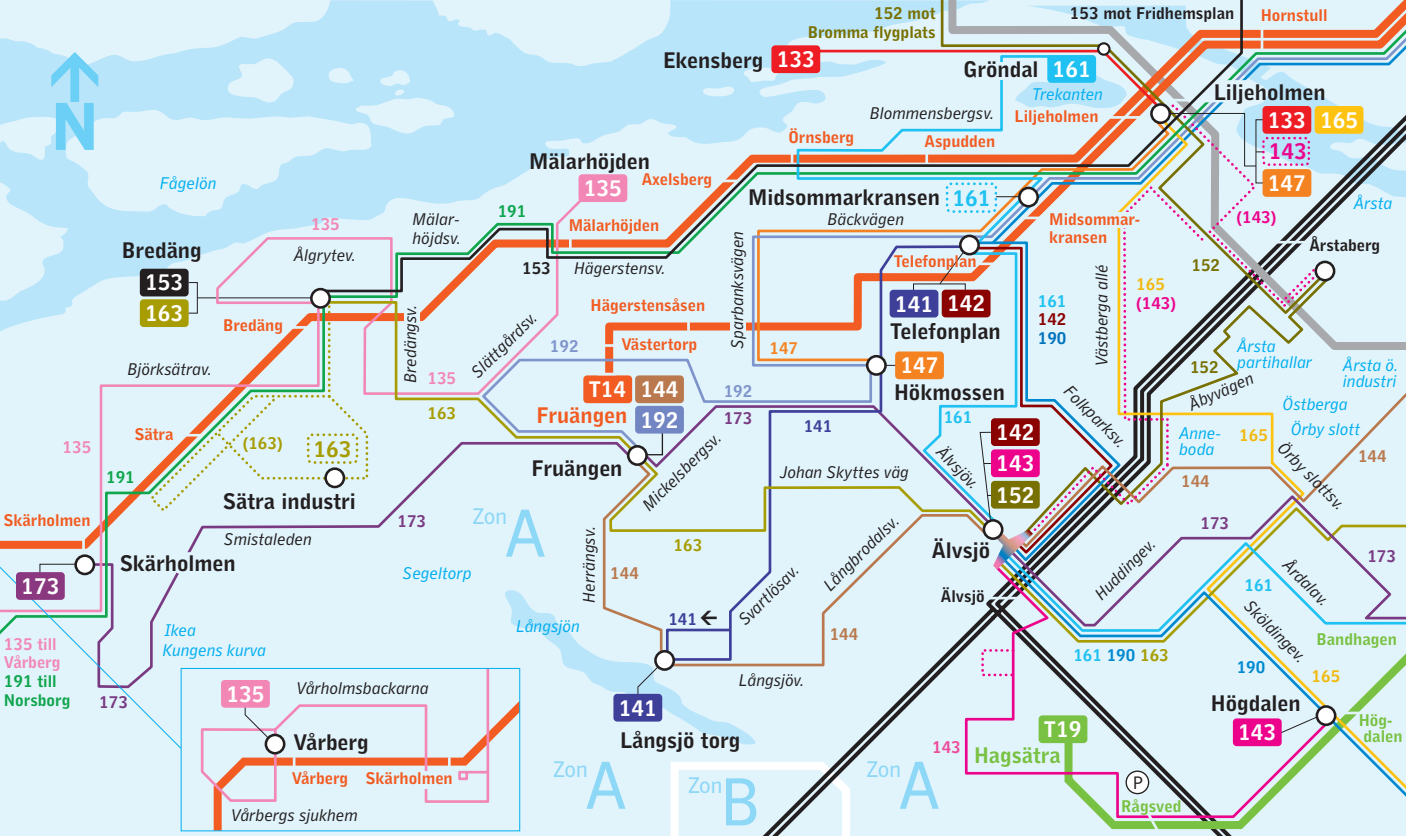 152 mot
Bromma flygplats
153 mot Fridhemsplan
Hornstull
Ekensberg 133
Gröndal 161
Trekanten
Liljeholmen
Liljeholmen
133 165
143
147
(143)
Blommensbergsv.
Örnsberg
Aspudden
N
Mälarhöjden
135
Axelsberg
Midsommarkransen 161
Bäckvägen
Midsommar-
kransen
Årsta
Årstaberg
Fågelön
135
Mälar-
höjdsv.
191
Mälarhöjden
153
Hägerstensv.
Bredäng
153
163
Ålgrytev.
Bredäng
Bredängsv.
Slättgårdsv.
Hägerstensåsen
Västertorp
Sparbanksvägen
147
Telefonplan
141 142
Telefonplan
161
142
190
Västberga allé
165
(143)
152
152
Årsta
partihallar
Årsta ö.
industri
Åbyvägen
Björksätrav.
135
163
192
192
T14 144
Fruängen 192
173
147
Hökmossen
141
161
Folkparksv.
Älvsjöv.
142
143
152
Östberga
Örby slott
Anne-
boda
165
Örby slottsv.
144
144
Sätra
135
191
(163)
163
Sätra industri
Fruängen
Mickelsbergsv.
Johan Skyttes väg
Skärholmen
Skärholmen
173
173
Smistaleden
Zon A
Segeltorp
163
Herrängsv.
144
Långbrodalsv.
Svartlösav.
Älvsjö
Älvsjö
Huddingev.
173
173
161
Årdalav.
Bandhagen
Sköldingev.
Långsjön
141
144
161 190 163
190
165
135 till
Vårberg
191 till
Norsborg
Ikea
Kungens kurva
173
Långsjöv.
141
Långsjö torg
135
Vårholmsbackarna
Vårberg
Vårberg
Skärholmen
Vårbergs sjukhem
Zon A
Zon B
Zon A
143
T19
Hagsätra
P
Rågsved
Högdalen
143
Hög-
dalen